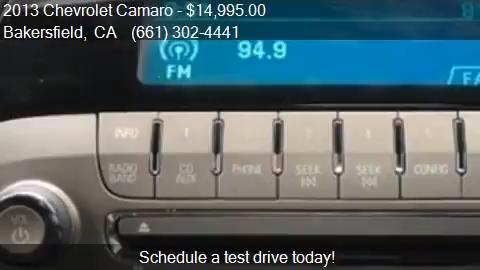 2013 Chevrolet Camaro - $14,995.00
Bakersfield, CA (661) 302-4441
94.9
FM
INFO 1 2 3 4 5
RADIO BAND
CD AUX
PHONE
SEEK
SEEK
CONFIG
VOL
Schedule a test drive today!